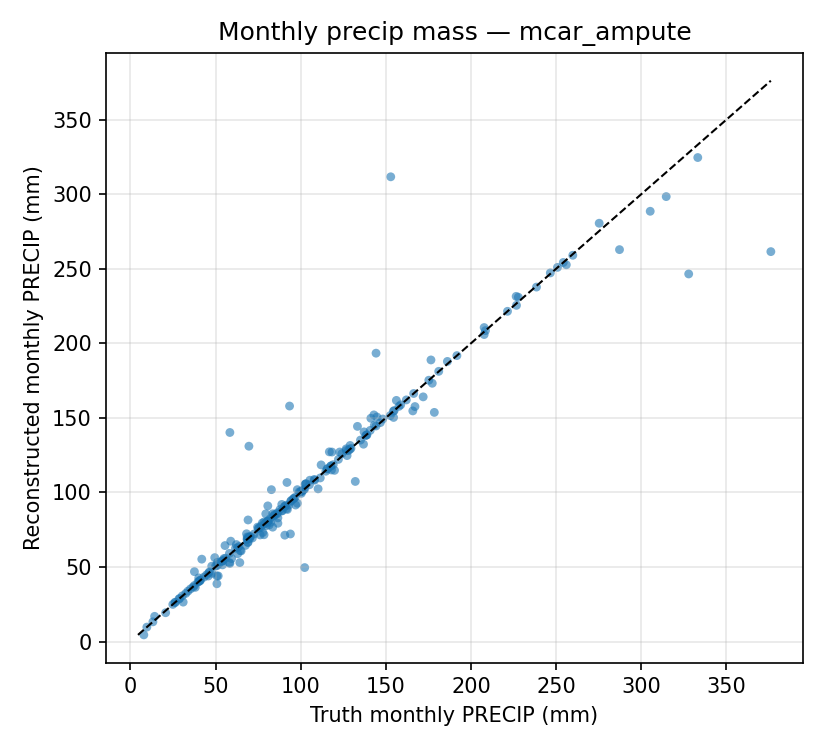 Monthly precip mass — mcar_ampute
Reconstructed monthly PRECIP (mm)
350
300
250
200
150
100
50
0
0 50 100 150 200 250 300 350
Truth monthly PRECIP (mm)